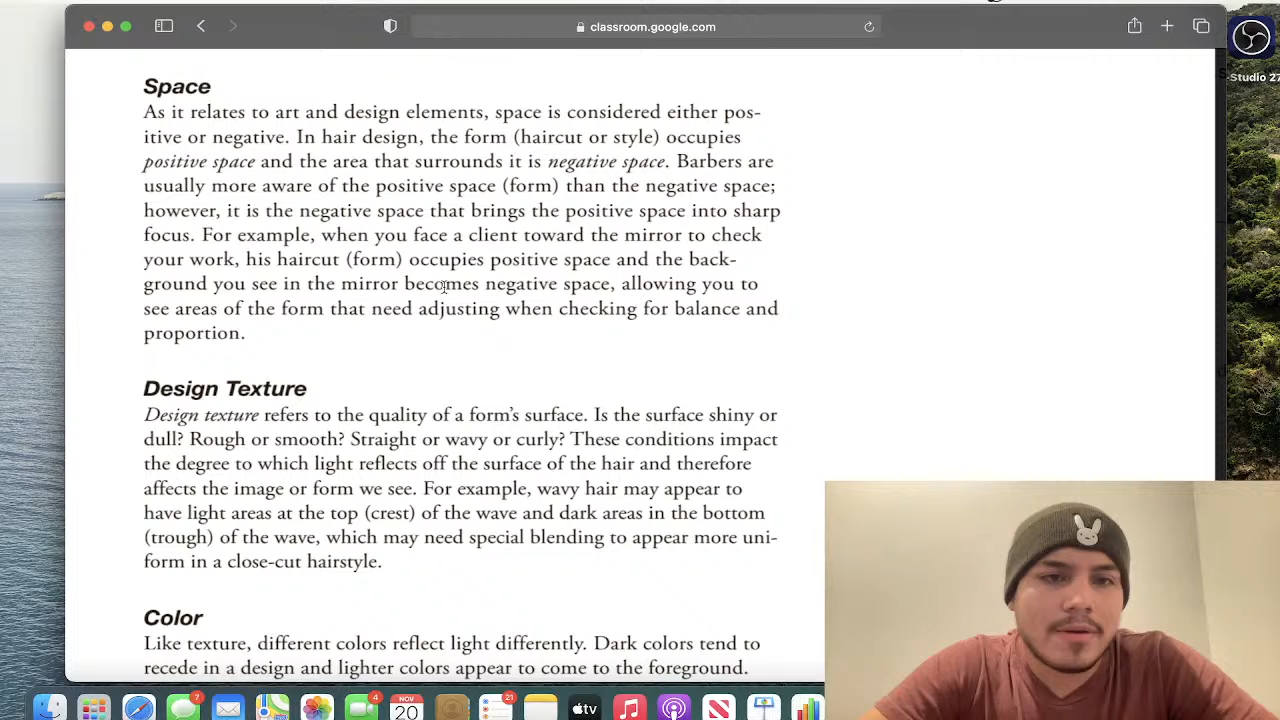 classroom.google.com
Studio 27
Space
As it relates to art and design elements, space is considered either pos-
itive or negative. In hair design, the form (haircut or style) occupies
positive space and the area that surrounds it is negative space. Barbers are
usually more aware of the positive space (form) than the negative space;
however, it is the negative space that brings the positive space into sharp
focus. For example, when you face a client toward the mirror to check
your work, his haircut (form) occupies positive space and the back-
ground you see in the mirror becomes negative space, allowing you to
see areas of the form that need adjusting when checking for balance and
proportion.
Design Texture
Design texture refers to the quality of a form's surface. Is the surface shiny or
dull? Rough or smooth? Straight or wavy or curly? These conditions impact
the degree to which light reflects off the surface of the hair and therefore
affects the image or form we see. For example, wavy hair may appear to
have light areas at the top (crest) of the wave and dark areas in the bottom
(trough) of the wave, which may need special blending to appear more uni-
form in a close-cut hairstyle.
Color
Like texture, different colors reflect light differently. Dark colors tend to
recede in a design and lighter colors appear to come to the foreground.
7
4
NOV
20
21
tv